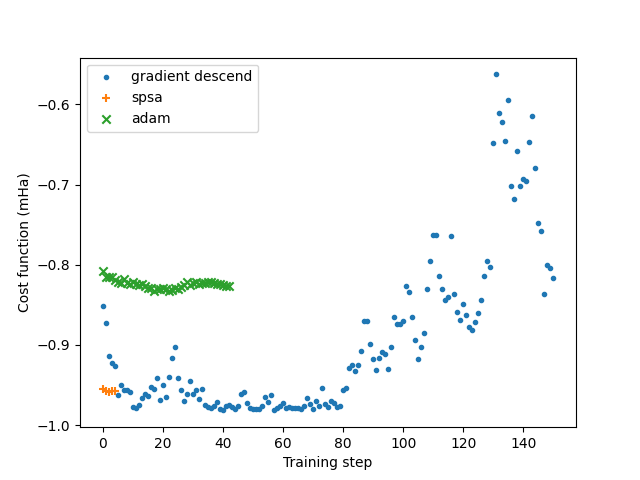 gradient descend
spsa
adam
Cost function (mHa)
−0.6
−0.7
−0.8
−0.9
−1.0
0 20 40 60 80 100 120 140
Training step